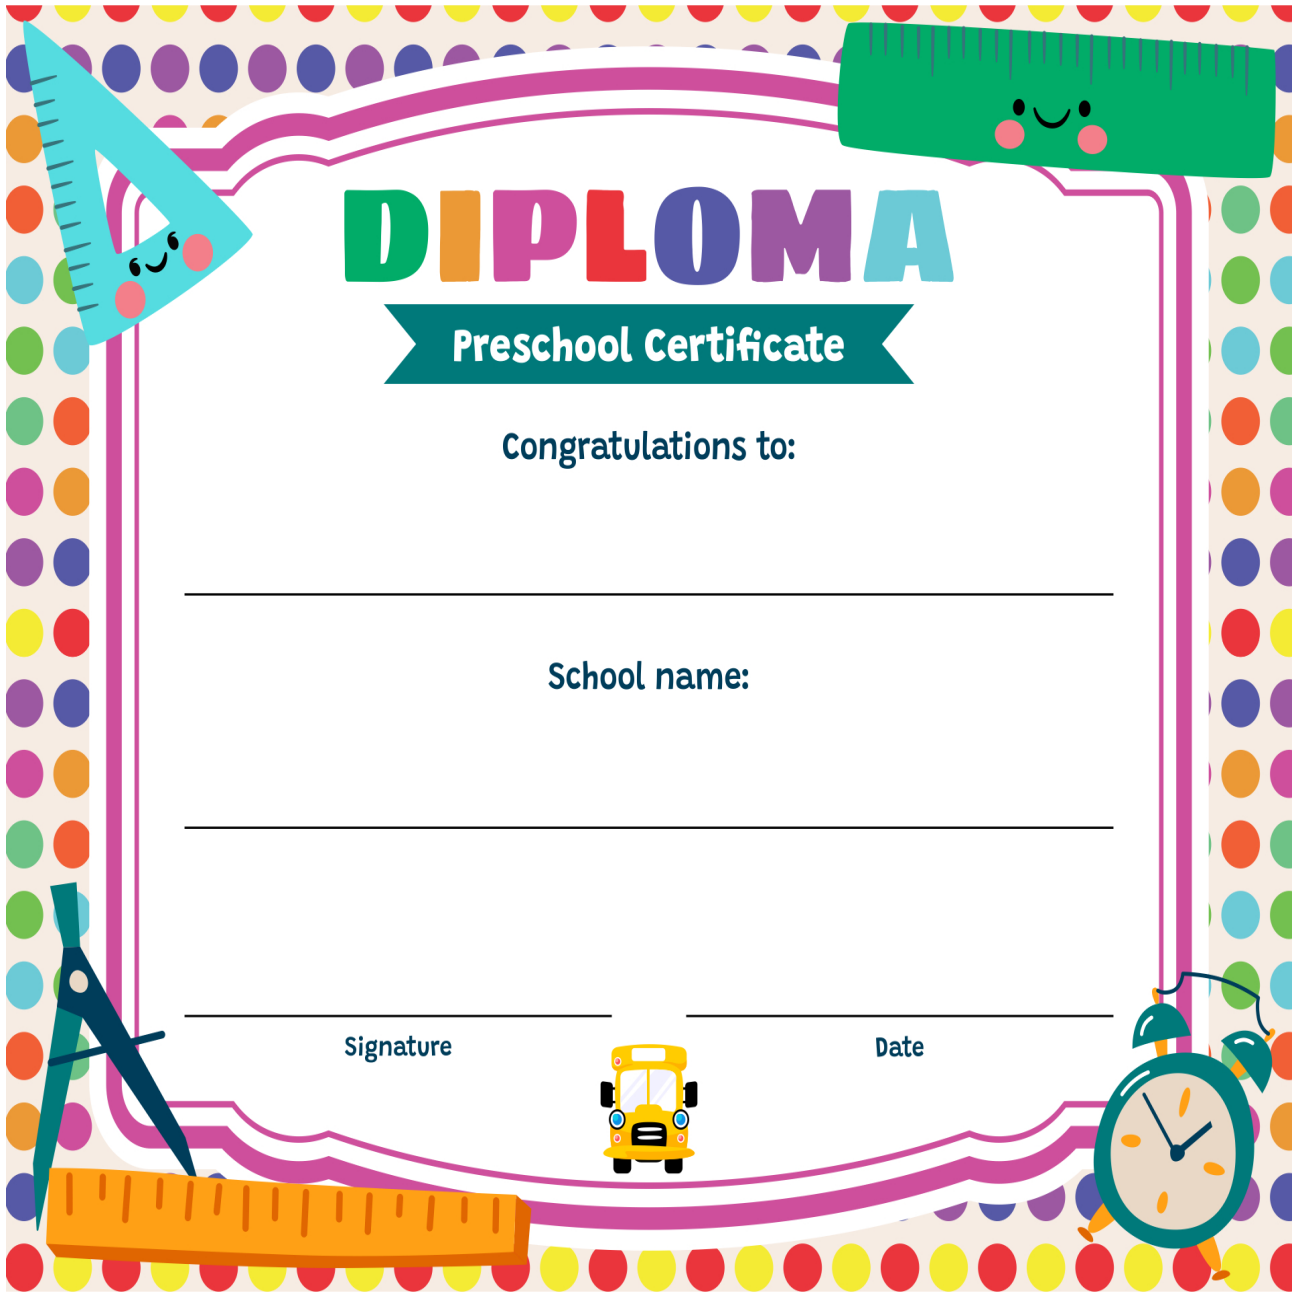 DIPLOMA
Preschool Certificate
Congratulations to:
School name:
Signature
Date